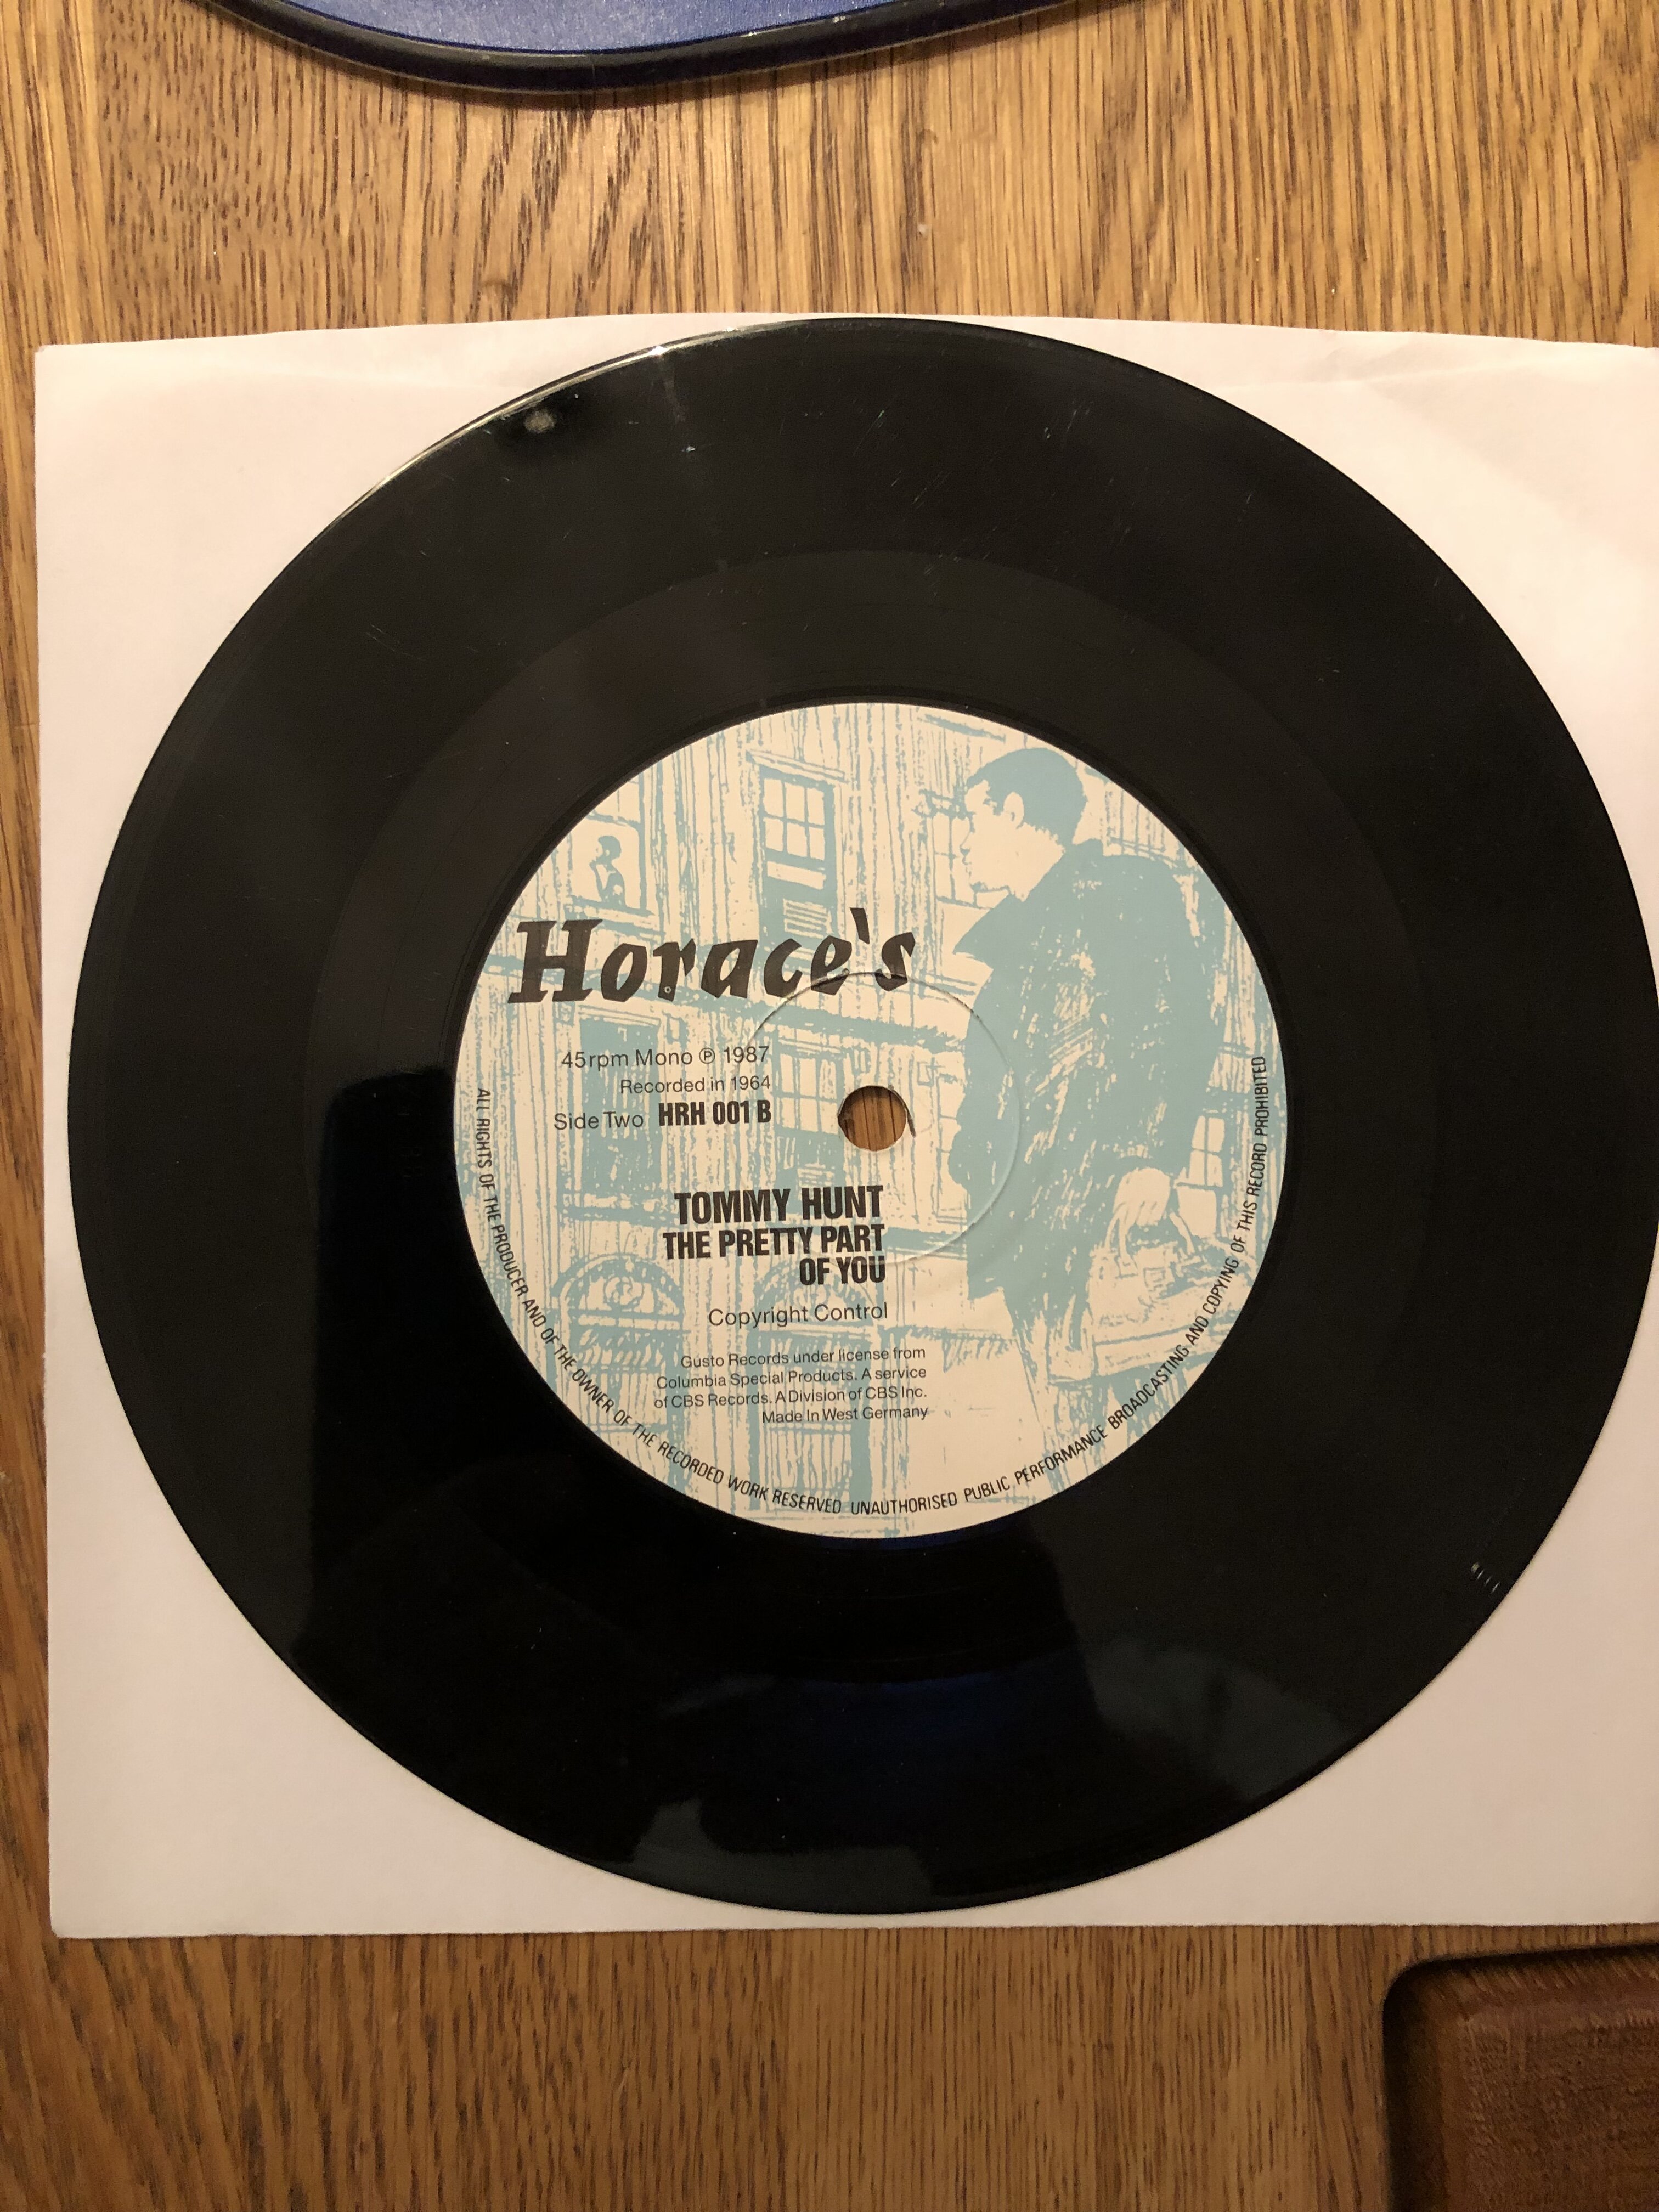 Horace's
45rpm Mono ℗ 1987
Recorded in 1964
Side Two HRH 001 B
TOMMY HUNT
THE PRETTY PART
OF YOU
Copyright Control
Gusto Records under license from
Columbia Special Products. A service
of CBS Records. A Division of CBS Inc.
Made In West Germany
ALL RIGHTS OF THE PRODUCER AND OF THE OWNER OF THE RECORDED WORK RESERVED UNAUTHORISED PUBLIC PERFORMANCE BROADCASTING AND COPYING OF THIS RECORD PROHIBITED